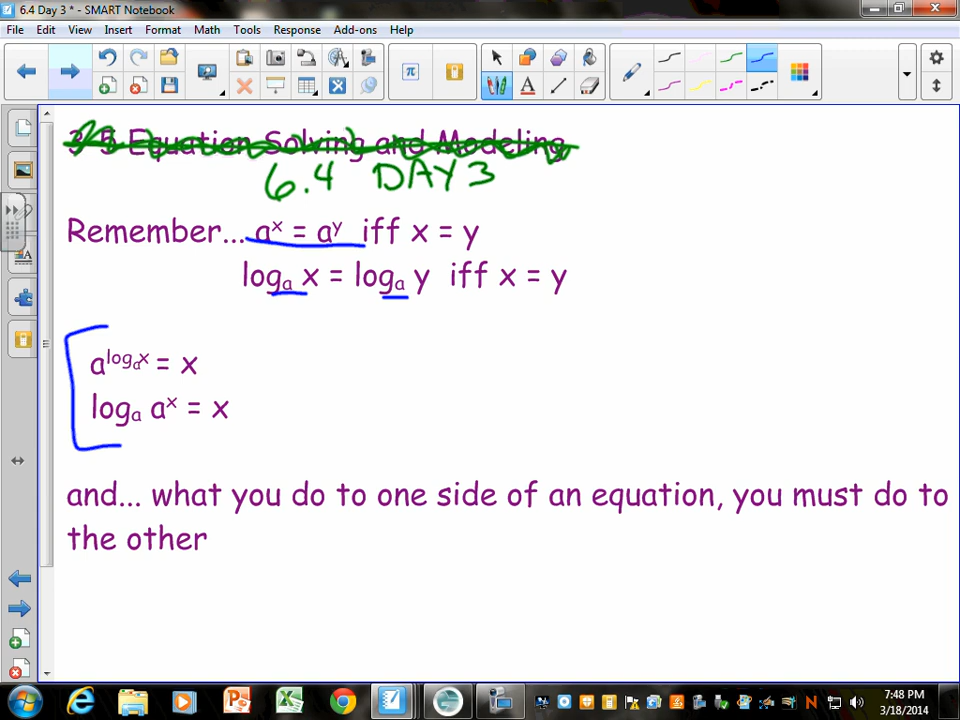 6.4 Day 3 * - SMART Notebook
File Edit View Insert Format Math Tools Response Add-ons Help
3-5 Equation Solving and Modeling
6.4 DAY 3
Remember... aˣ = aʸ iff x = y
logₐ x = logₐ y iff x = y
a^logₐx = x
logₐ aˣ = x
and... what you do to one side of an equation, you must do to
the other
7:48 PM
3/18/2014